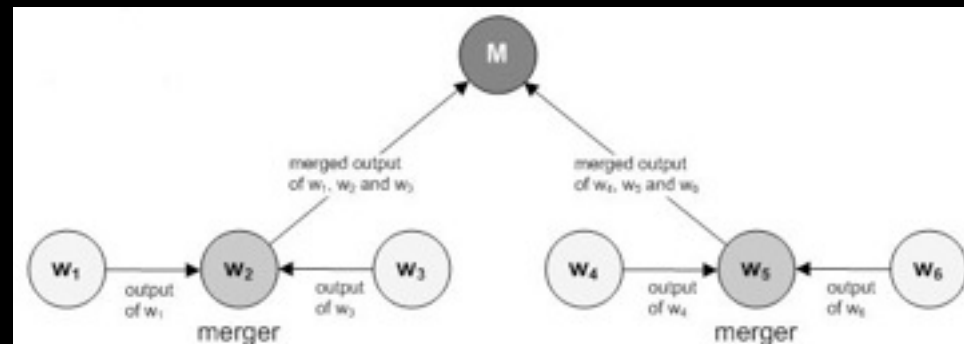 M
merged output
of w₁, w₂ and w₃
merged output
of w₄, w₅ and w₆
w₁
w₂
w₃
w₄
w₅
w₆
output
of w₁
output
of w₃
output
of w₄
output
of w₆
merger
merger